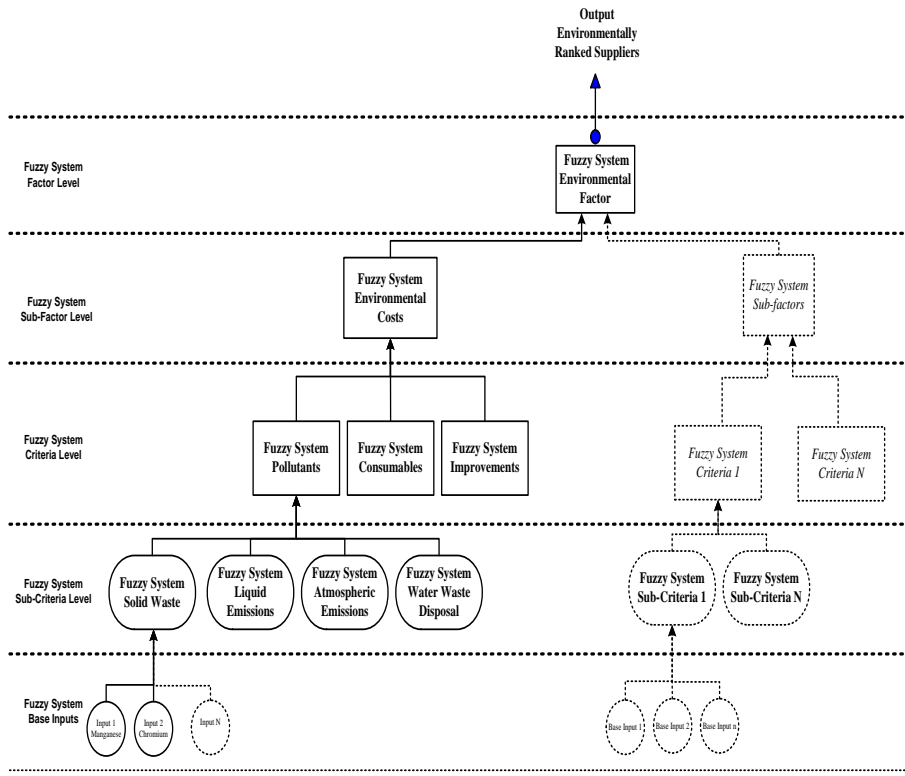 Output
Environmentally
Ranked Suppliers
Fuzzy System
Factor Level
Fuzzy System
Environmental
Factor
Fuzzy System
Sub-Factor Level
Fuzzy System
Environmental
Costs
Fuzzy System
Sub-factors
Fuzzy System
Criteria Level
Fuzzy System
Pollutants
Fuzzy System
Consumables
Fuzzy System
Improvements
Fuzzy System
Criteria 1
Fuzzy System
Criteria N
Fuzzy System
Sub-Criteria Level
Fuzzy System
Solid Waste
Fuzzy System
Liquid
Emissions
Fuzzy System
Atmospheric
Emissions
Fuzzy System
Water Waste
Disposal
Fuzzy System
Sub-Criteria 1
Fuzzy System
Sub-Criteria N
Fuzzy System
Base Inputs
Input 1
Manganese
Input 2
Chromium
Input N
Base Input 1
Base Input 2
Base Input n